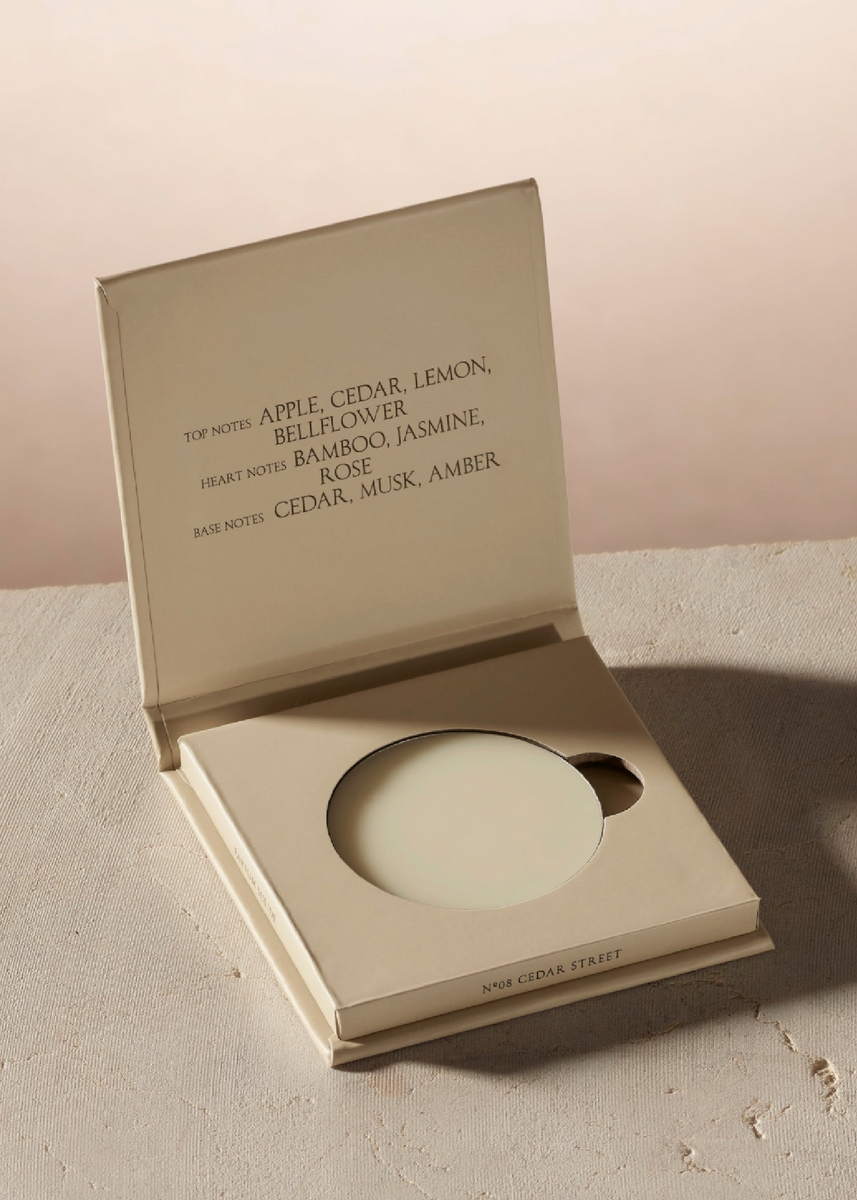 TOP NOTES APPLE, CEDAR, LEMON,
BELLFLOWER
HEART NOTES BAMBOO, JASMINE,
ROSE
BASE NOTES CEDAR, MUSK, AMBER
Nº08 CEDAR STREET